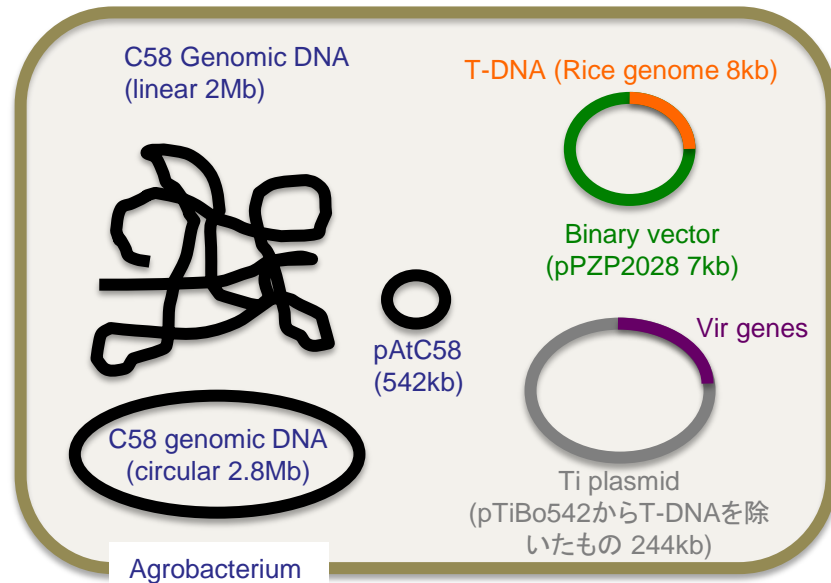 C58 Genomic DNA
(linear 2Mb)
T-DNA (Rice genome 8kb)
Binary vector
(pPZP2028 7kb)
pAtC58
(542kb)
Vir genes
C58 genomic DNA
(circular 2.8Mb)
Ti plasmid
(pTiBo542からT-DNAを除
いたもの 244kb)
Agrobacterium